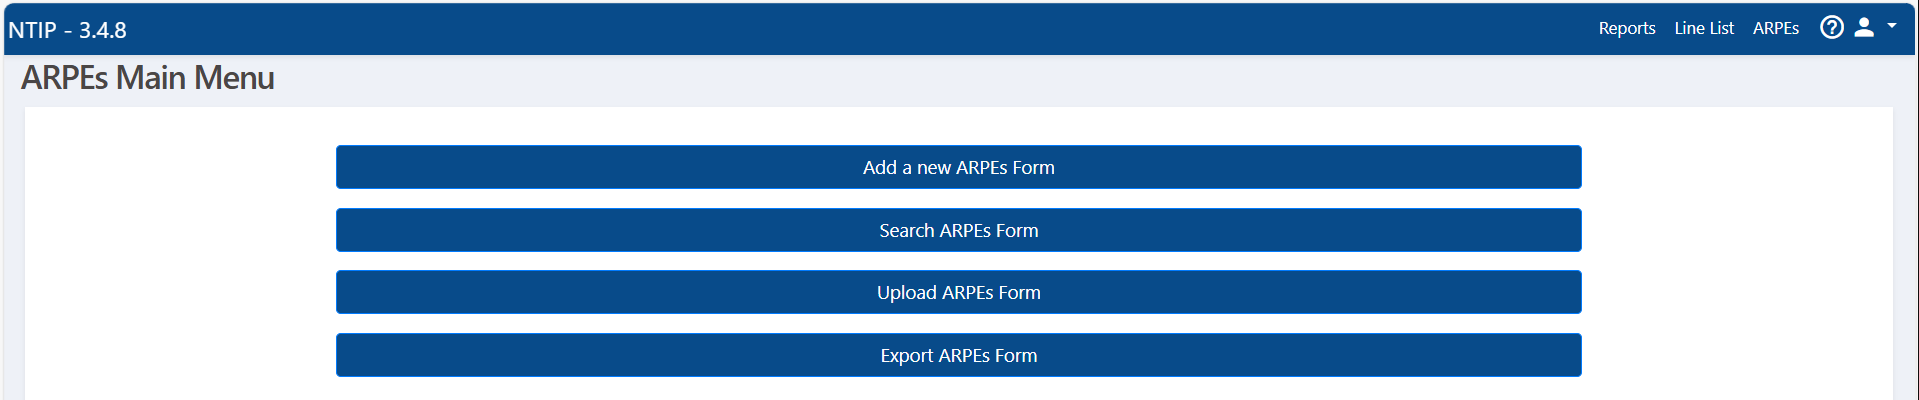 NTIP - 3.4.8
Reports Line List ARPEs
ARPEs Main Menu
Add a new ARPEs Form
Search ARPEs Form
Upload ARPEs Form
Export ARPEs Form